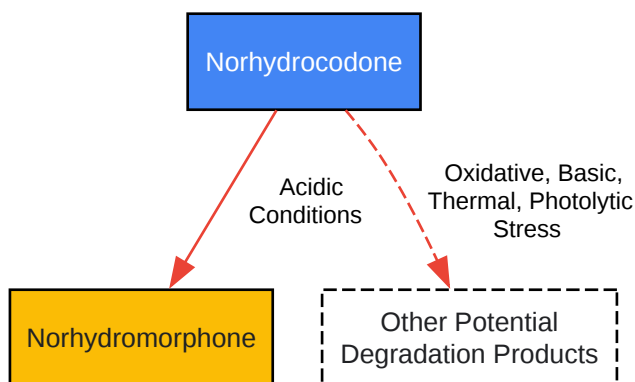 Norhydrocodone
Acidic
Conditions
Oxidative, Basic,
Thermal, Photolytic
Stress
Norhydromorphone
Other Potential
Degradation Products